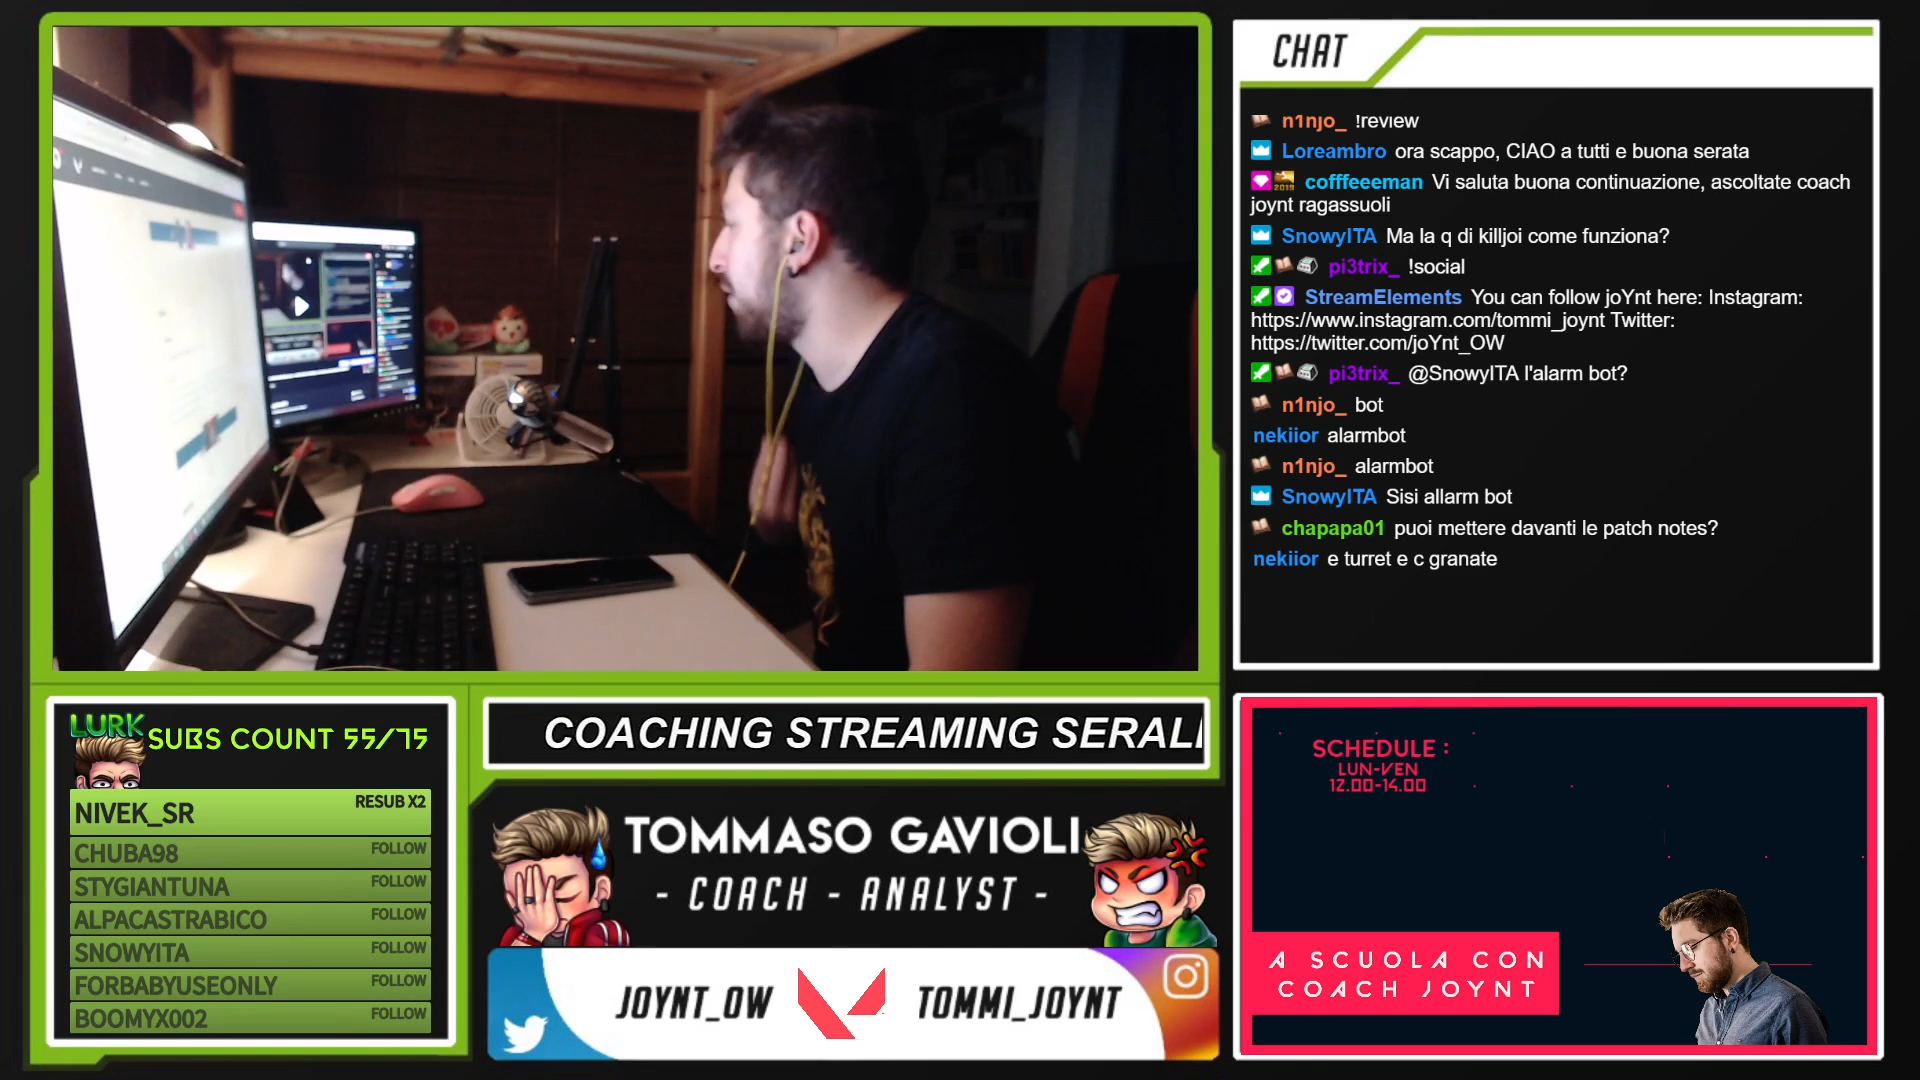 CHAT
n1njo_ !review
Loreambro ora scappo, CIAO a tutti e buona serata
cofffeeeman Vi saluta buona continuazione, ascoltate coach
joynt ragassuoli
SnowyITA Ma la q di killjoi come funziona?
pi3trix_ !social
StreamElements You can follow joYnt here: Instagram:
https://www.instagram.com/tommi_joynt Twitter:
https://twitter.com/joYnt_OW
pi3trix_ @SnowyITA l'alarm bot?
n1njo_ bot
nekiior alarmbot
n1njo_ alarmbot
SnowyITA Sisi allarm bot
chapapa01 puoi mettere davanti le patch notes?
nekiior e turret e c granate
LURK
SUBS COUNT 55/75
NIVEK_SR RESUB X2
CHUBA98 FOLLOW
STYGIANTUNA FOLLOW
ALPACASTRABICO FOLLOW
SNOWYITA FOLLOW
FORBABYUSEONLY FOLLOW
BOOMYX002 FOLLOW
COACHING STREAMING SERALI
TOMMASO GAVIOLI
- COACH - ANALYST -
JOYNT_OW TOMMI_JOYNT
SCHEDULE :
LUN-VEN
12.00-14.00
A SCUOLA CON
COACH JOYNT